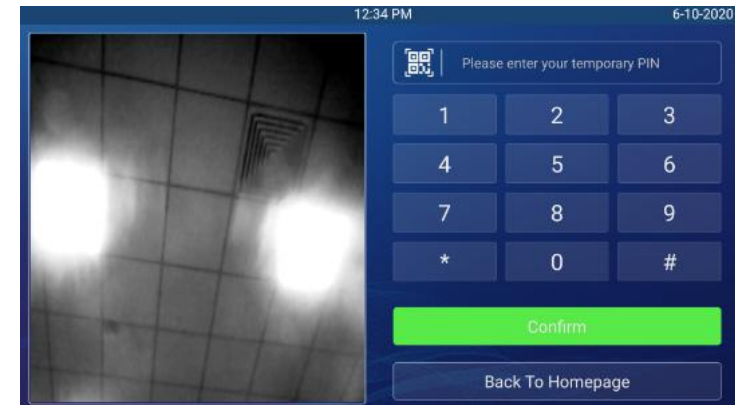 12:34 PM
6-10-2020
Please enter your temporary PIN
1 2 3
4 5 6
7 8 9
* 0 #
Confirm
Back To Homepage